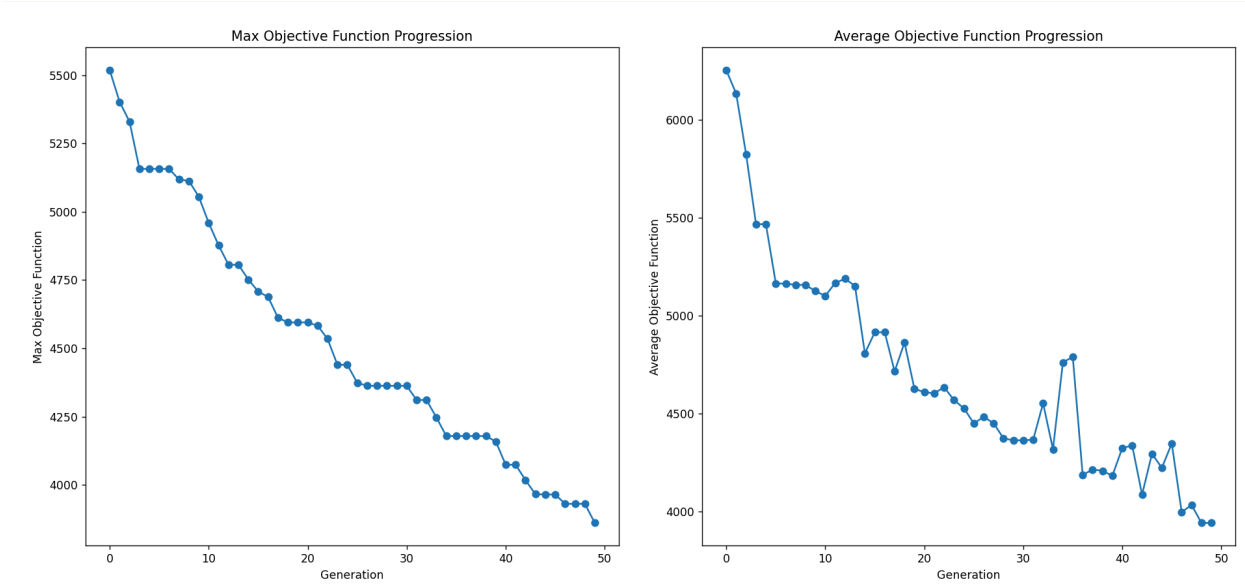 Max Objective Function Progression
Max Objective Function
5500
5250
5000
4750
4500
4250
4000
0 10 20 30 40 50
Generation
Average Objective Function Progression
Average Objective Function
6000
5500
5000
4500
4000
0 10 20 30 40 50
Generation